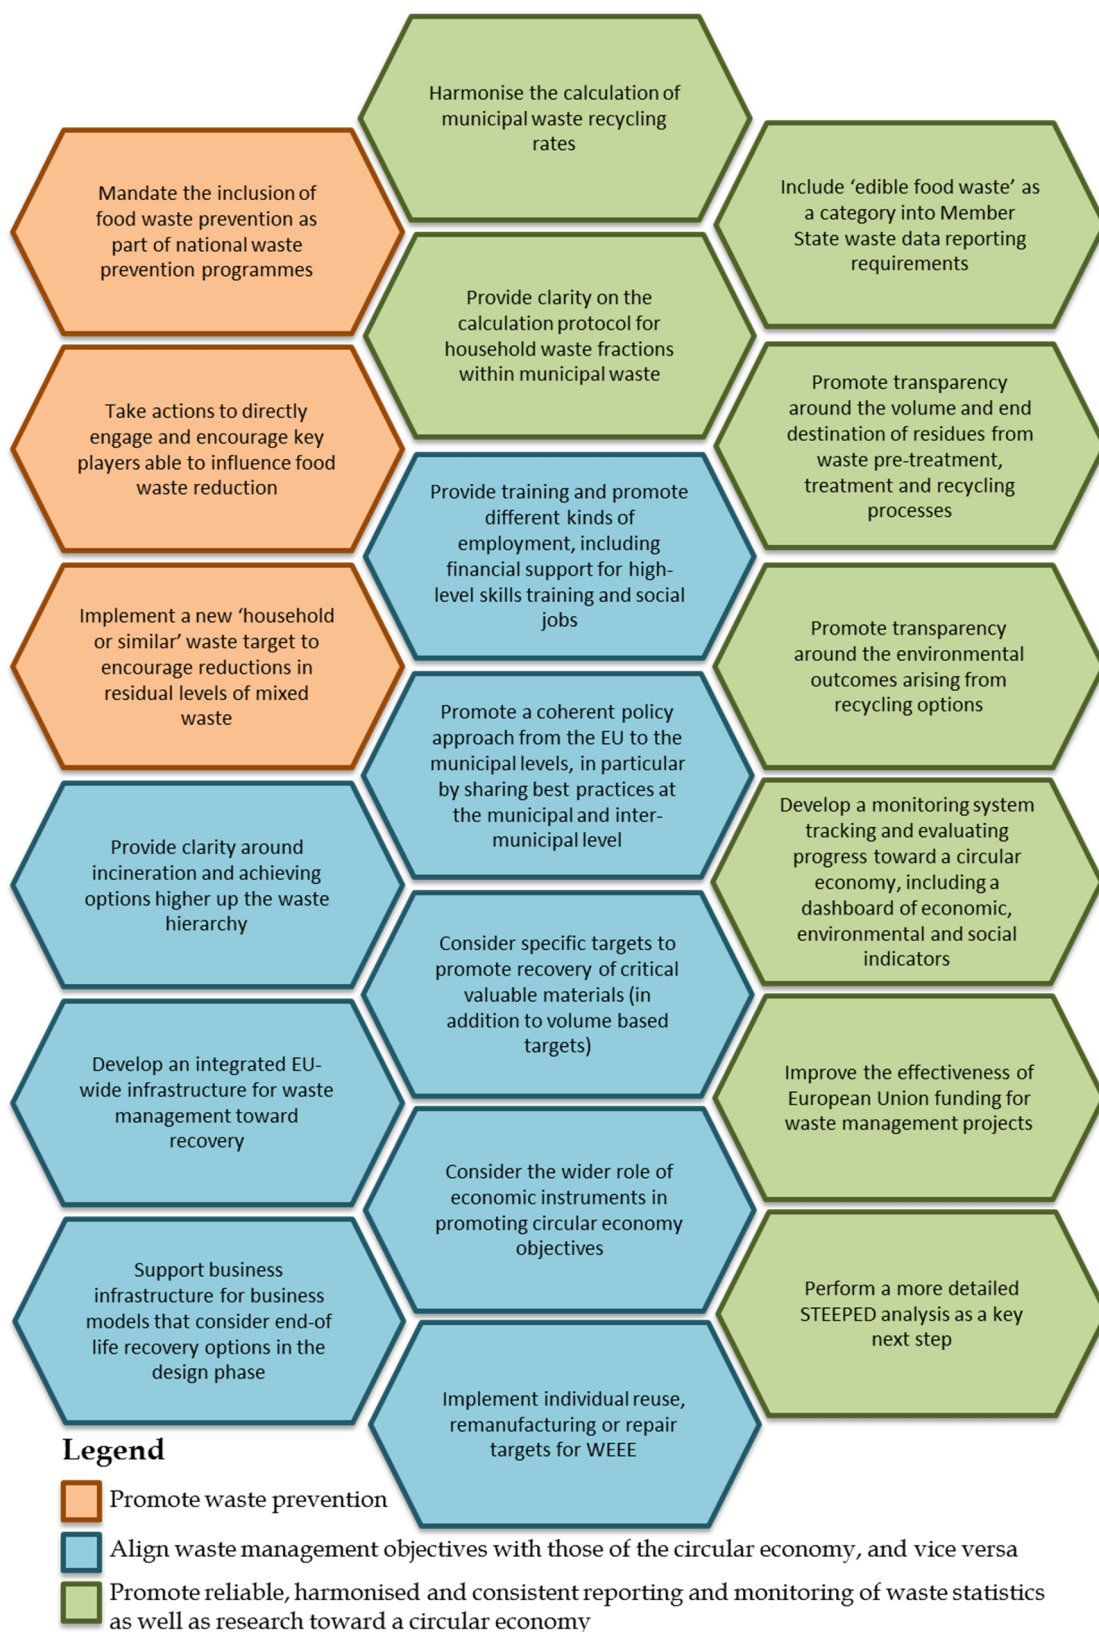 Harmonise the calculation of
municipal waste recycling
rates
Mandate the inclusion of
food waste prevention as
part of national waste
prevention programmes
Include ‘edible food waste’ as
a category into Member
State waste data reporting
requirements
Provide clarity on the
calculation protocol for
household waste fractions
within municipal waste
Take actions to directly
engage and encourage key
players able to influence food
waste reduction
Promote transparency
around the volume and end
destination of residues from
waste pre-treatment,
treatment and recycling
processes
Provide training and promote
different kinds of
employment, including
financial support for high-
level skills training and social
jobs
Implement a new ‘household
or similar’ waste target to
encourage reductions in
residual levels of mixed
waste
Promote transparency
around the environmental
outcomes arising from
recycling options
Promote a coherent policy
approach from the EU to the
municipal levels, in particular
by sharing best practices at
the municipal and inter-
municipal level
Provide clarity around
incineration and achieving
options higher up the waste
hierarchy
Develop a monitoring system
tracking and evaluating
progress toward a circular
economy, including a
dashboard of economic,
environmental and social
indicators
Consider specific targets to
promote recovery of critical
valuable materials (in
addition to volume based
targets)
Develop an integrated EU-
wide infrastructure for waste
management toward
recovery
Improve the effectiveness of
European Union funding for
waste management projects
Consider the wider role of
economic instruments in
promoting circular economy
objectives
Support business
infrastructure for business
models that consider end-of
life recovery options in the
design phase
Perform a more detailed
STEEPED analysis as a key
next step
Implement individual reuse,
remanufacturing or repair
targets for WEEE
Legend
Promote waste prevention
Align waste management objectives with those of the circular economy, and vice versa
Promote reliable, harmonised and consistent reporting and monitoring of waste statistics
as well as research toward a circular economy